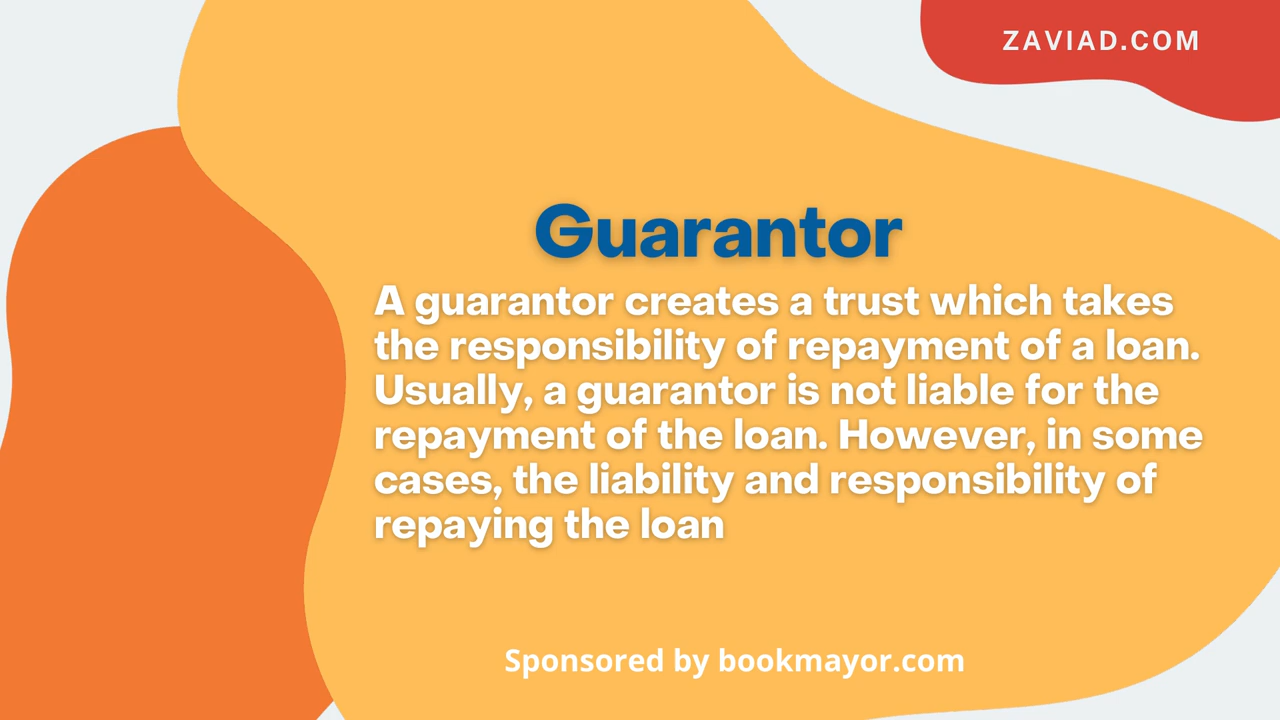 ZAVIAD.COM
Guarantor
A guarantor creates a trust which takes
the responsibility of repayment of a loan.
Usually, a guarantor is not liable for the
repayment of the loan. However, in some
cases, the liability and responsibility of
repaying the loan
Sponsored by bookmayor.com